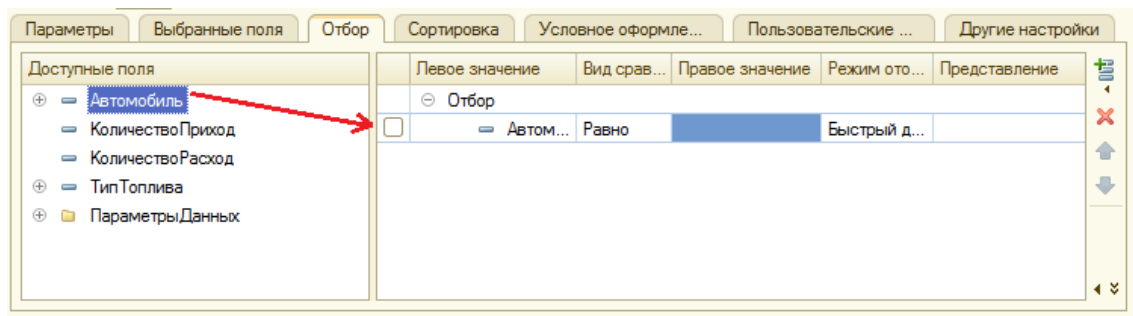 Параметры Выбранные поля Отбор Сортировка Условное оформле... Пользовательские ... Другие настройки
Доступные поля Левое значение Вид срав... Правое значение Режим ото... Представление
Автомобиль Отбор
КоличествоПриход Автом... Равно Быстрый д...
КоличествоРасход
ТипТоплива
ПараметрыДанных